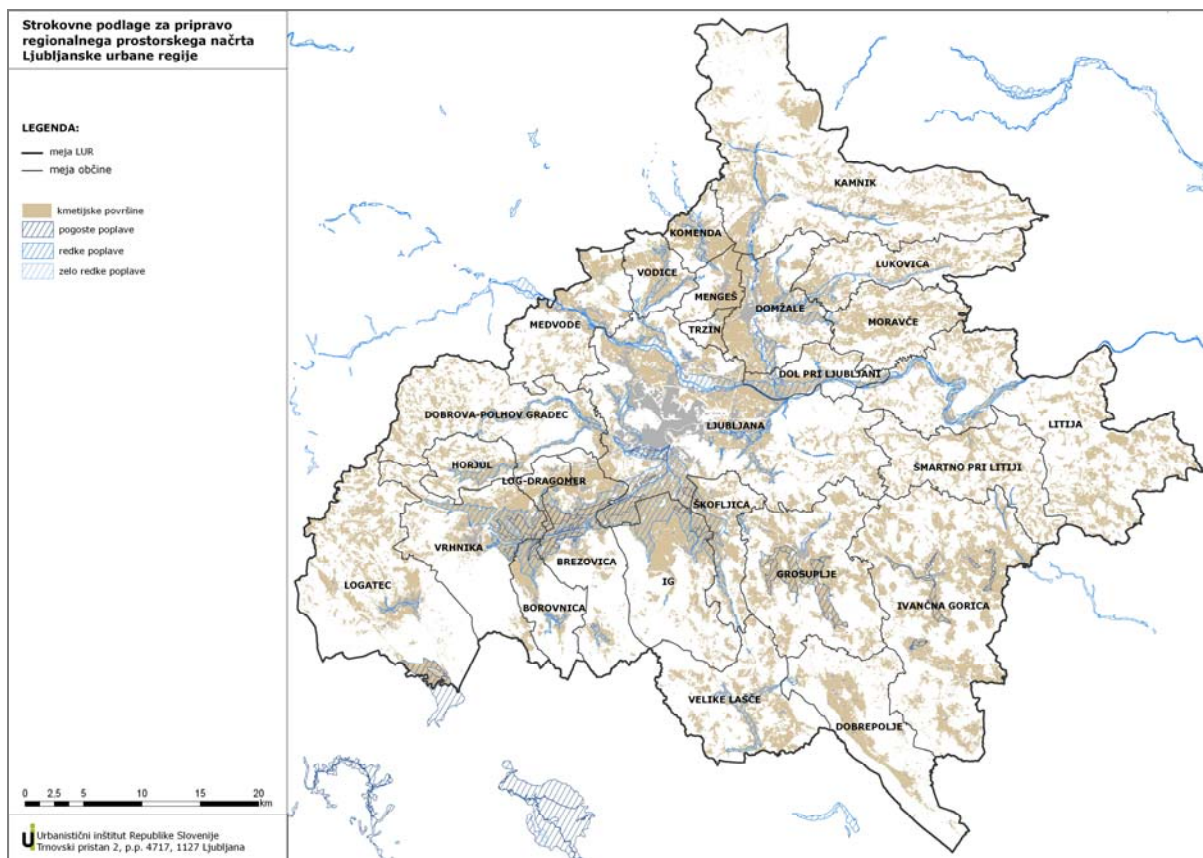 Strokovne podlage za pripravo
regionalnega prostorskega načrta
Ljubljanske urbane regije
LEGENDA:
meja LUR
meja občine
kmetijske površine
pogoste poplave
redke poplave
zelo redke poplave
KAMNIK
KOMENDA
LUKOVICA
VODICE
MENGEŠ
DOMŽALE
MORAVČE
MEDVODE
TRZIN
DOL PRI LJUBLJANI
DOBROVA-POLHOV GRADEC
LJUBLJANA
LITIJA
HORJUL
ŠMARTNO PRI LITIJI
LOG-DRAGOMER
ŠKOFLJICA
VRHNIKA
BREZOVICA
IG
GROSUPLJE
LOGATEC
BOROVNICA
IVANČNA GORICA
VELIKE LAŠČE
DOBREPOLJE
0 2.5 5 10 15 20
km
Urbanistični inštitut Republike Slovenije
Trnovski pristan 2, p.p. 4717, 1127 Ljubljana